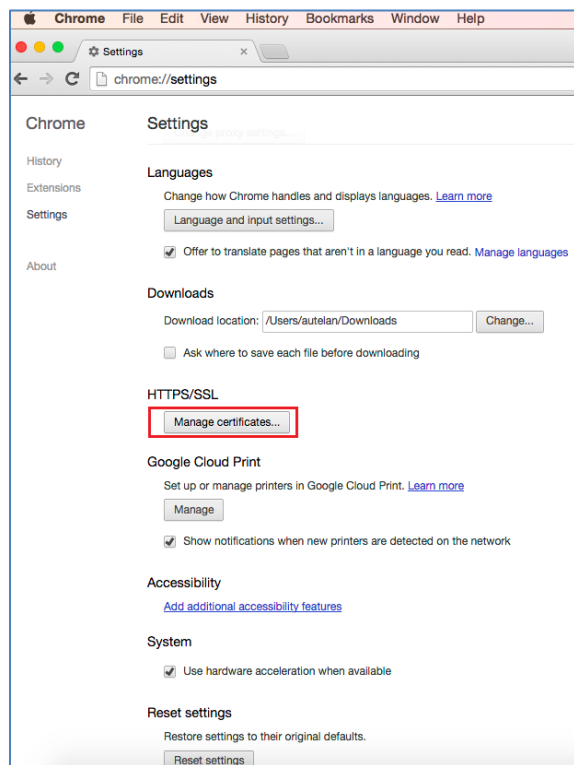 Chrome File Edit View History Bookmarks Window Help
Settings ×
chrome://settings
Chrome
Settings
Change proxy settings...
History
Extensions
Settings
About
Languages
Change how Chrome handles and displays languages. Learn more
Language and input settings...
Offer to translate pages that aren't in a language you read. Manage languages
Downloads
Download location: /Users/autelan/Downloads Change...
Ask where to save each file before downloading
HTTPS/SSL
Manage certificates...
Google Cloud Print
Set up or manage printers in Google Cloud Print. Learn more
Manage
Show notifications when new printers are detected on the network
Accessibility
Add additional accessibility features
System
Use hardware acceleration when available
Reset settings
Restore settings to their original defaults.
Reset settings